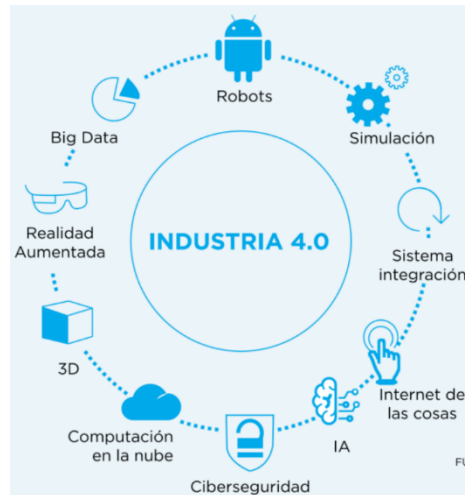 Robots
Big Data
Simulación
INDUSTRIA 4.0
Realidad
Aumentada
Sistema
integración
3D
Internet de
las cosas
Computación
en la nube
IA
Ciberseguridad